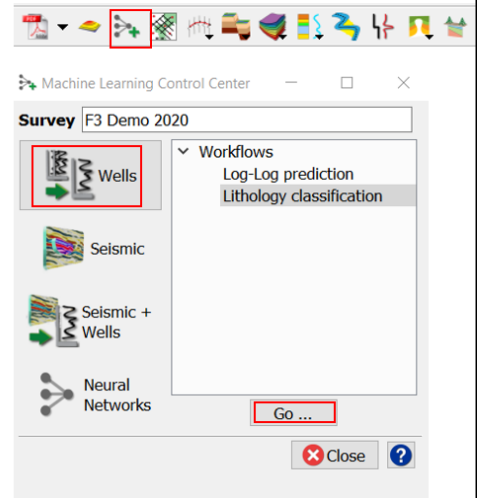 Machine Learning Control Center
Survey F3 Demo 2020
Wells
Workflows
Log-Log prediction
Lithology classification
Seismic
Seismic +
Wells
Neural
Networks
Go ...
Close ?